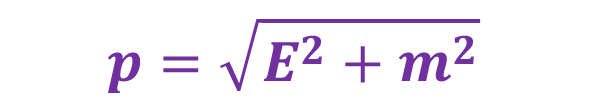 p = √(E² + m²)